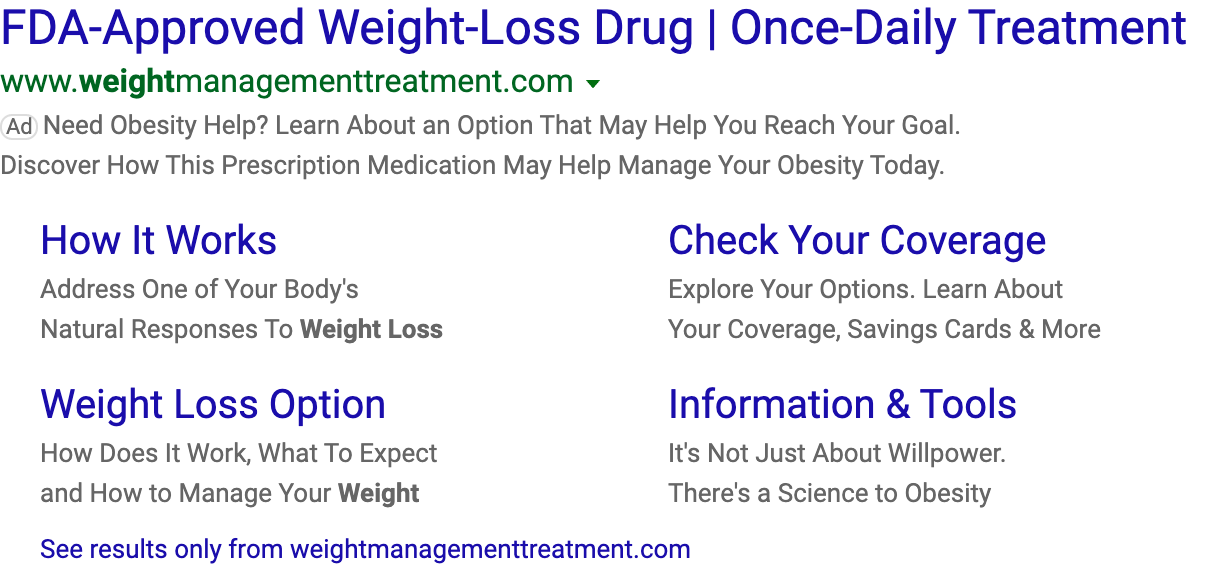 FDA-Approved Weight-Loss Drug | Once-Daily Treatment
www.weightmanagementtreatment.com
Ad Need Obesity Help? Learn About an Option That May Help You Reach Your Goal.
Discover How This Prescription Medication May Help Manage Your Obesity Today.
How It Works
Address One of Your Body's
Natural Responses To Weight Loss
Check Your Coverage
Explore Your Options. Learn About
Your Coverage, Savings Cards & More
Weight Loss Option
How Does It Work, What To Expect
and How to Manage Your Weight
Information & Tools
It's Not Just About Willpower.
There's a Science to Obesity
See results only from weightmanagementtreatment.com